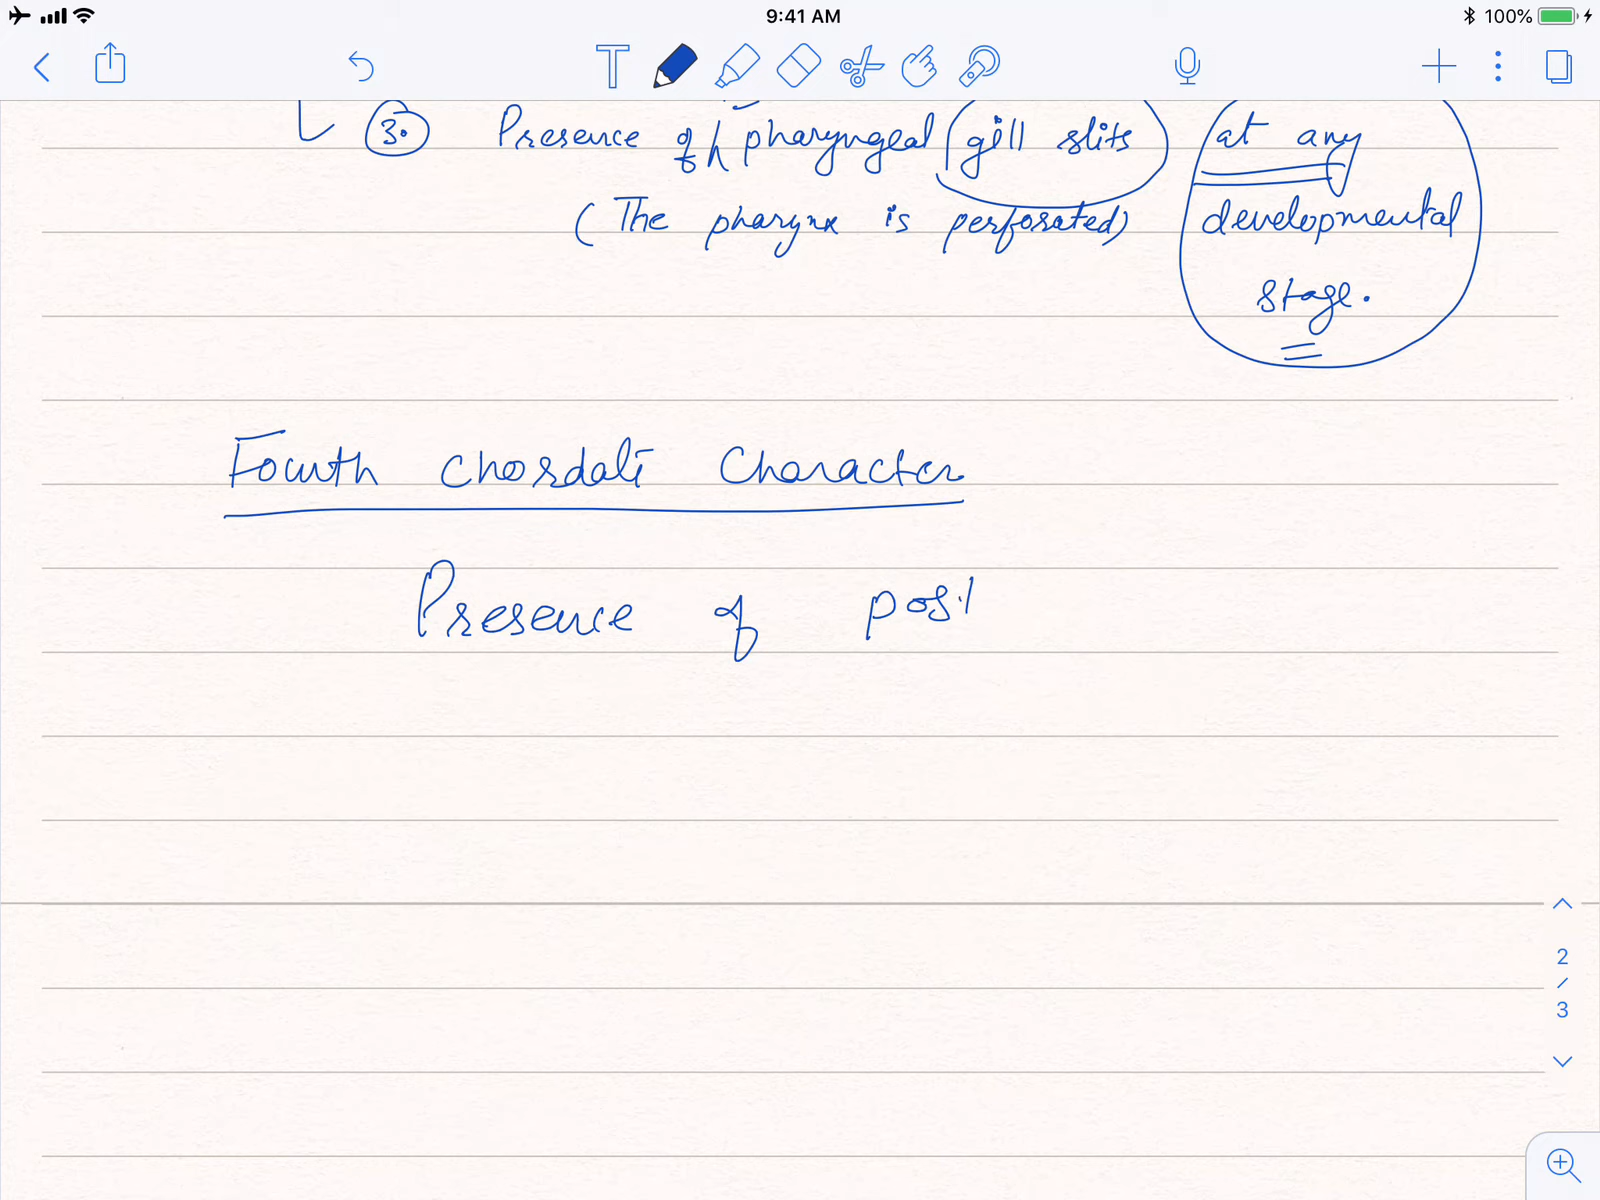 9:41 AM
100%
T
3. Presence of pharyngeal (gill slits) at any
(The pharynx is perforated) developmental
stage.
Fourth Chordate Character
Presence of post
2
/
3